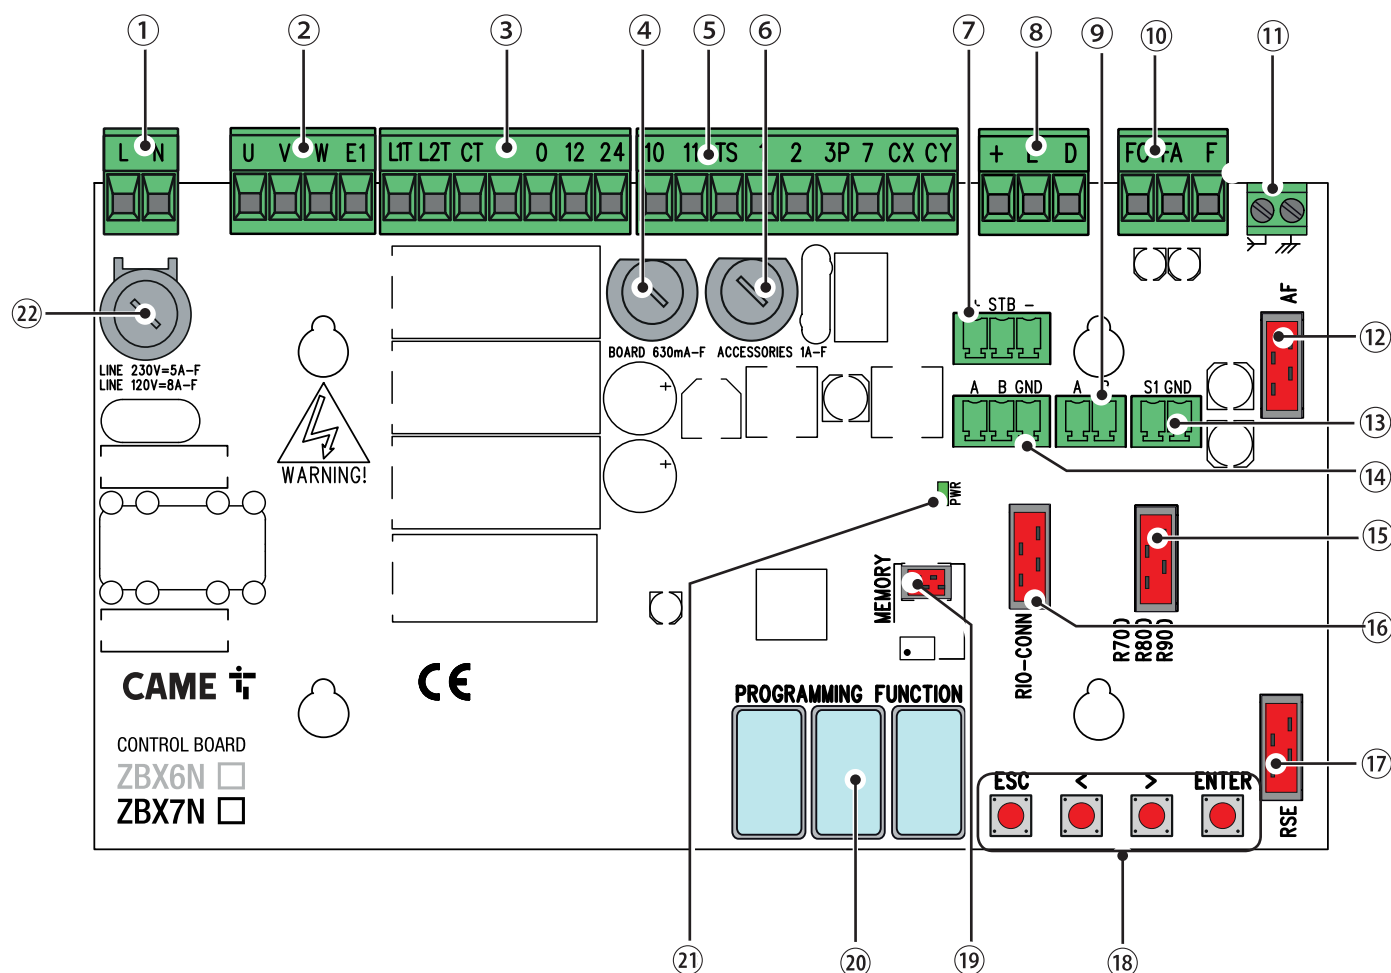 ① ② ③ ④ ⑤ ⑥ ⑦ ⑧ ⑨ ⑩ ⑪
L N
U V W E1
L1T L2T CT 0 12 24
10 11 TS 2 3P 7 CX CY
+ E D
FC FA F
AF
㉒
⑫
+ STB -
BOARD 630mA-F
ACCESSORIES 1A-F
LINE 230V=5A-F
LINE 120V=8A-F
A B GND
A B
S1 GND
⑬
WARNING!
⑭
PWR
⑮
MEMORY
RIO-CONN
R700
R800
R900
⑯
CAME
CE
PROGRAMMING FUNCTION
CONTROL BOARD
ZBX6N
ZBX7N
ESC < > ENTER
⑰
RSE
㉑ ⑳ ⑲ ⑱